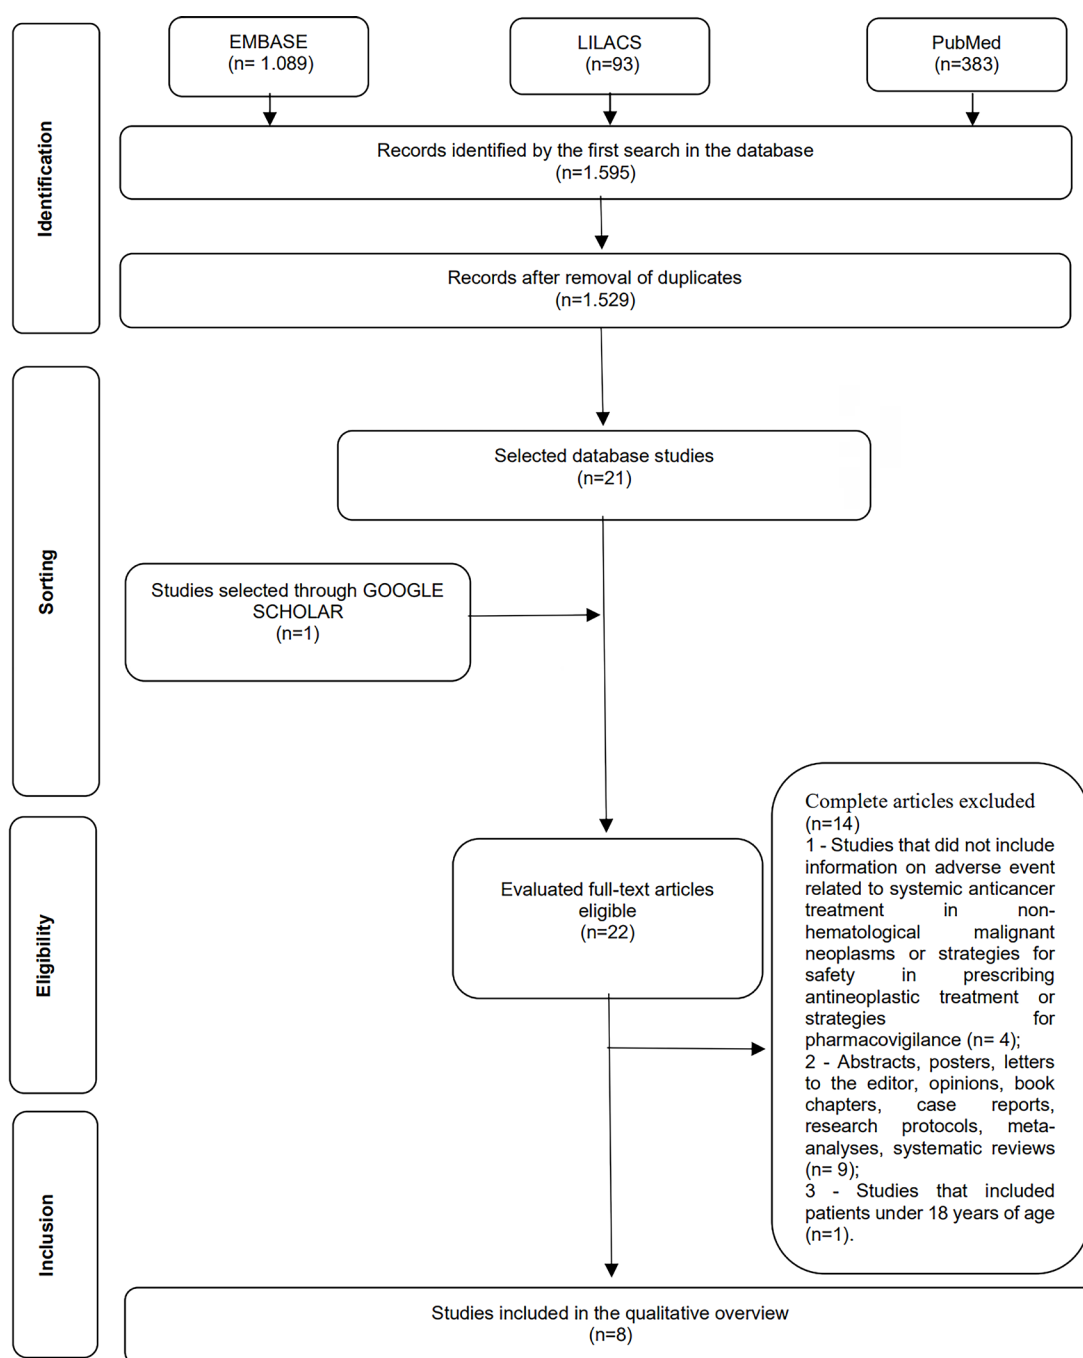 EMBASE
(n= 1.089)
LILACS
(n=93)
PubMed
(n=383)
Identification
Records identified by the first search in the database
(n=1.595)
Records after removal of duplicates
(n=1.529)
Sorting
Selected database studies
(n=21)
Studies selected through GOOGLE
SCHOLAR
(n=1)
Eligibility
Evaluated full-text articles
eligible
(n=22)
Complete articles excluded
(n=14)
1 - Studies that did not include
information on adverse event
related to systemic anticancer
treatment in non-
hematological malignant
neoplasms or strategies for
safety in prescribing
antineoplastic treatment or
strategies for
pharmacovigilance (n= 4);
2 - Abstracts, posters, letters
to the editor, opinions, book
chapters, case reports,
research protocols, meta-
analyses, systematic reviews
(n= 9);
3 - Studies that included
patients under 18 years of age
(n=1).
Inclusion
Studies included in the qualitative overview
(n=8)